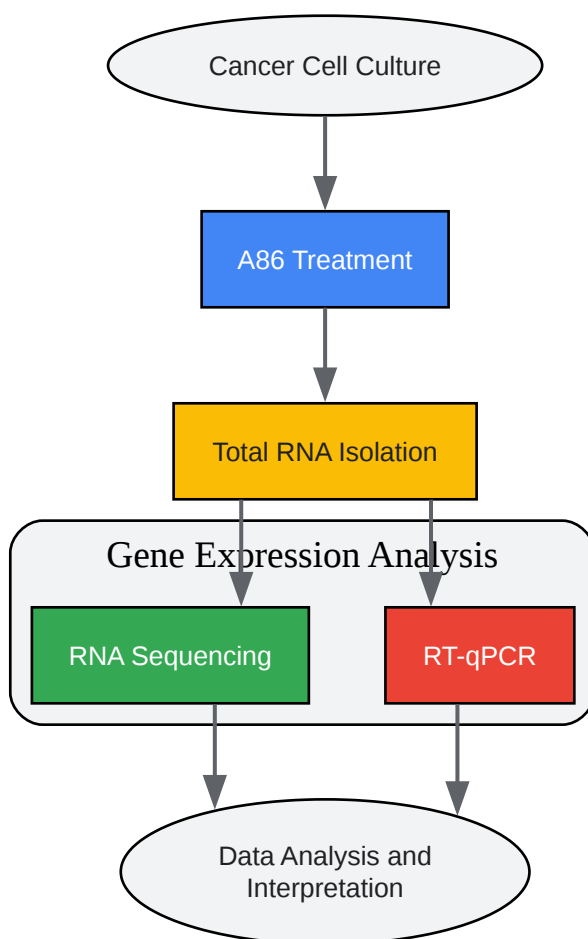 Cancer Cell Culture
A86 Treatment
Total RNA Isolation
Gene Expression Analysis
RNA Sequencing
RT-qPCR
Data Analysis and
Interpretation